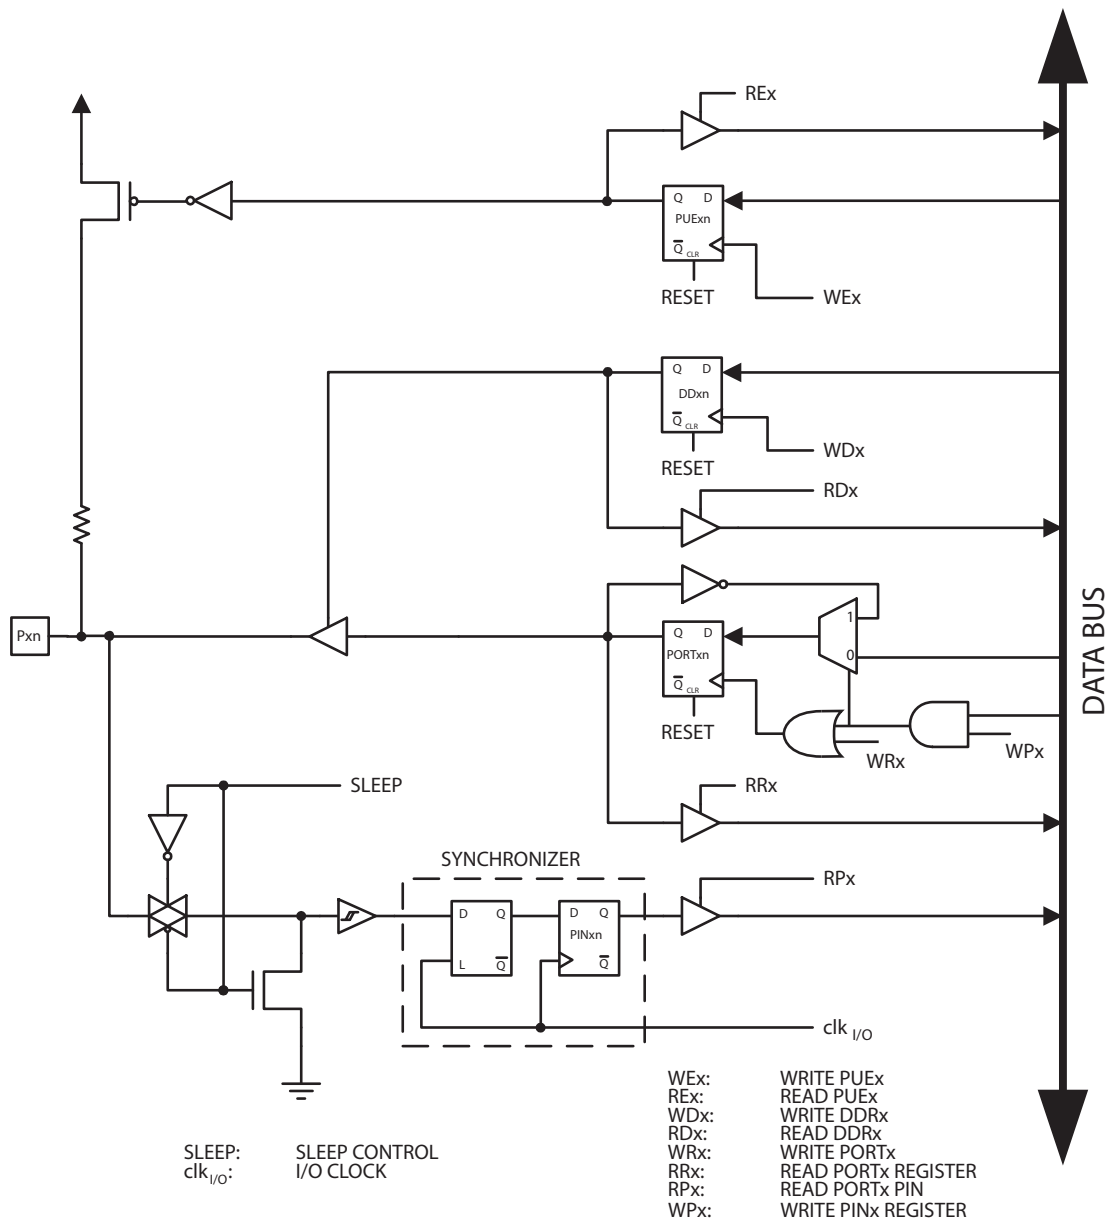 REx
Q D
PUExn
Q CLR
RESET
WEx
Q D
DDxn
Q CLR
RESET
WDx
RDx
Pxn
1
0
Q D
PORTxn
Q CLR
RESET
WRx
WPx
DATA BUS
SLEEP
RRx
SYNCHRONIZER
RPx
D Q
L Q
D Q
PINxn
Q
clk I/O
WEx: WRITE PUEx
REx: READ PUEx
WDx: WRITE DDRx
RDx: READ DDRx
WRx: WRITE PORTx
RRx: READ PORTx REGISTER
RPx: READ PORTx PIN
WPx: WRITE PINx REGISTER
SLEEP: SLEEP CONTROL
clk I/O: I/O CLOCK